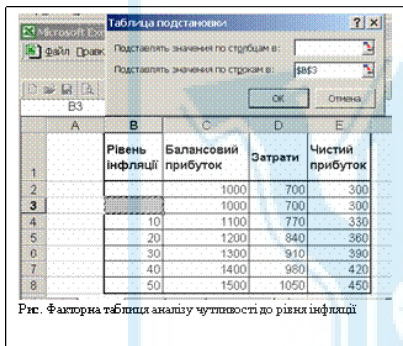 Microsoft Exc
Таблица подстановки
Файл Правк
Подставлять значения по столбцам в:
Подставлять значения по строкам в: $B$3
ОК Отмена
B3
A B C D E
1 Рівень інфляції Балансовий прибуток Затрати Чистий прибуток
2 1000 700 300
3 1000 700 300
4 10 1100 770 330
5 20 1200 840 360
6 30 1300 910 390
7 40 1400 980 420
8 50 1500 1050 450
Рис. Факторна таблиця аналізу чутливості до рівня інфляції